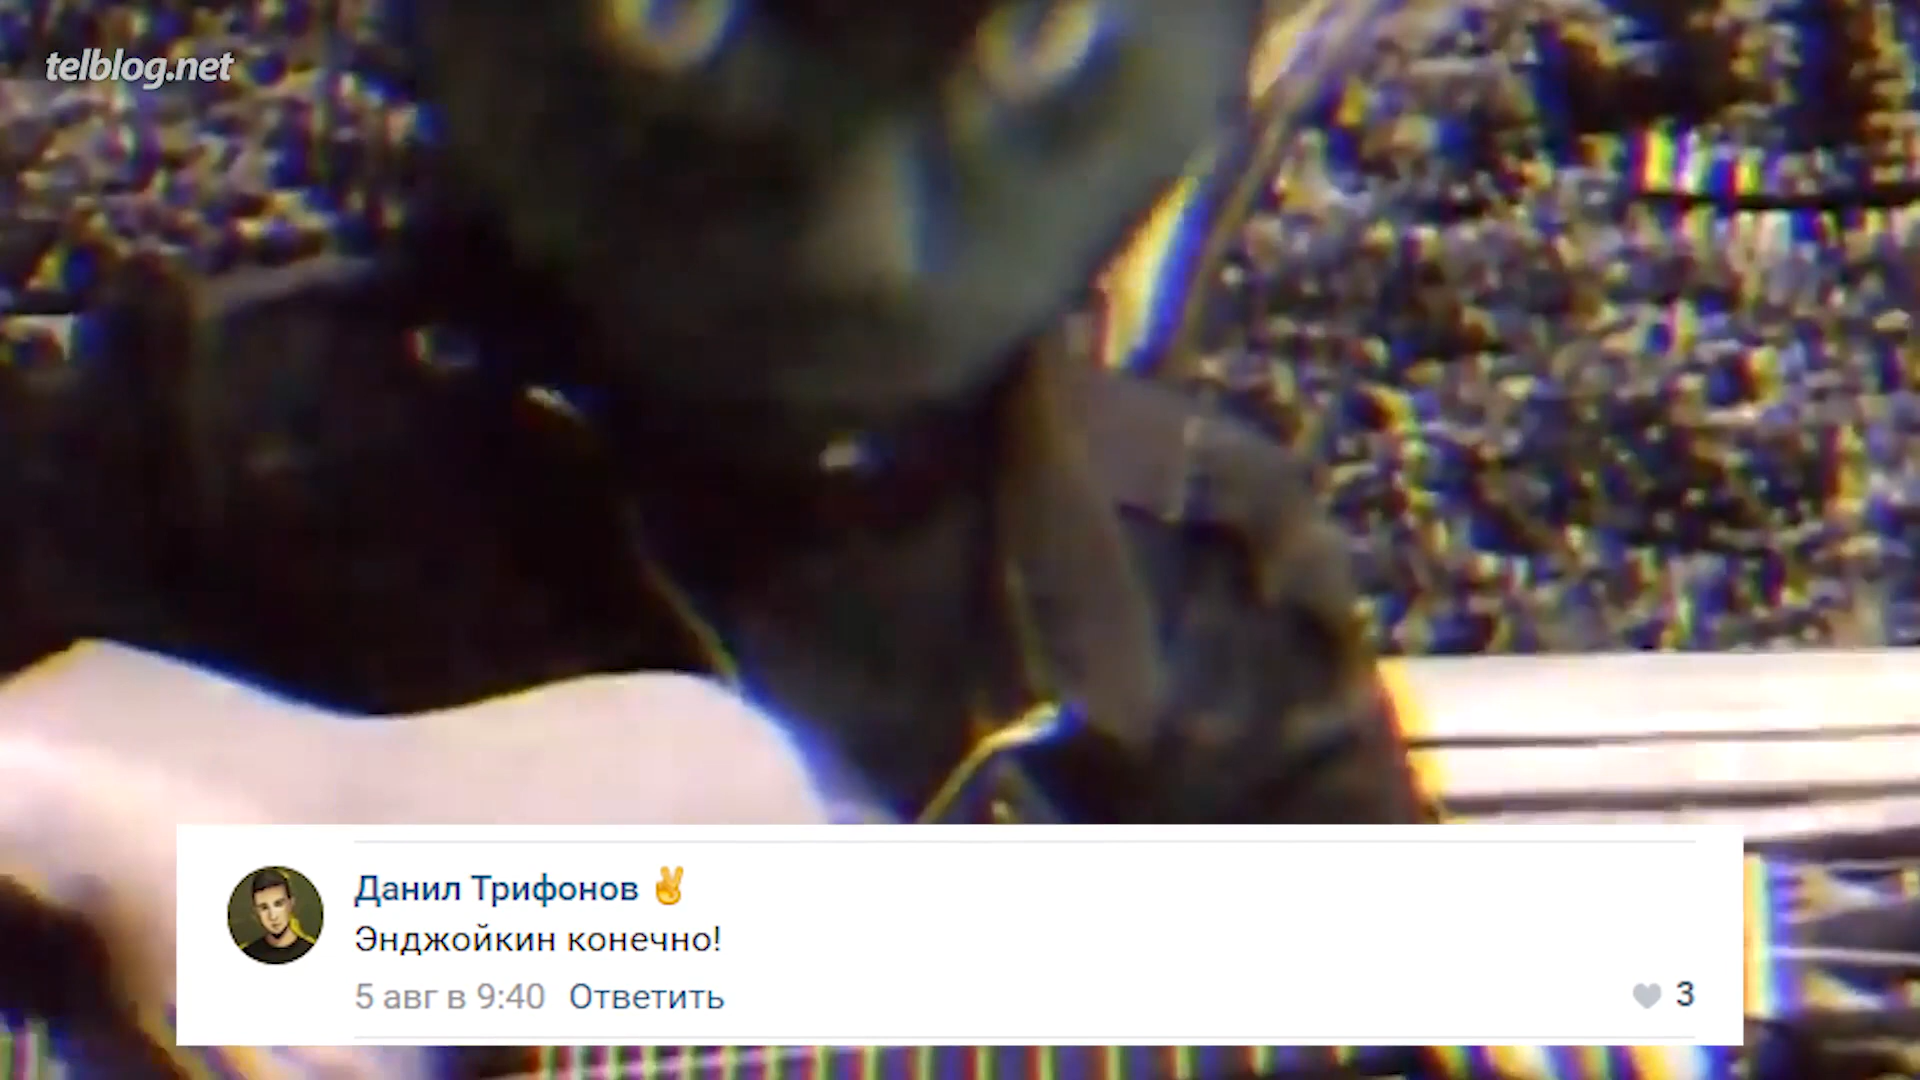 telblog.net
Данил Трифонов ✌
Энджойкин конечно!
5 авг в 9:40 Ответить
3